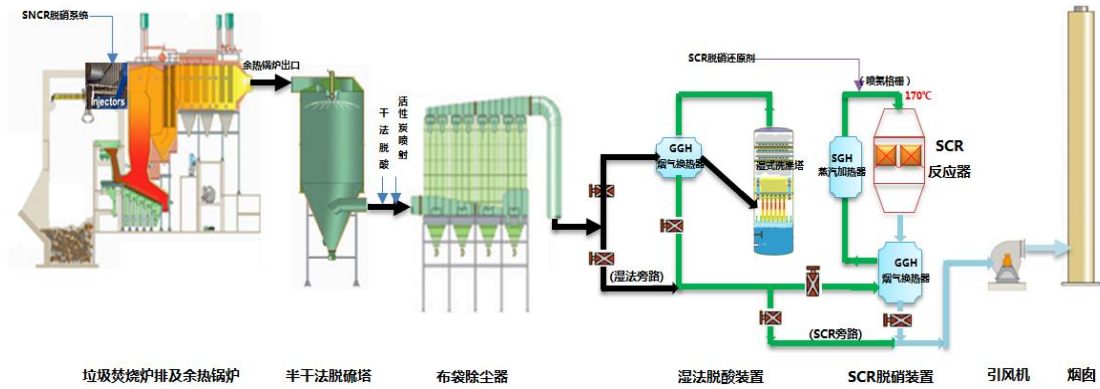 SNCR脱硝系统
Injectors
余热锅炉出口
干法脱酸
活性炭喷射
GGH
烟气换热器
湿式洗涤塔
(湿法旁路)
SCR脱硝还原剂
(喷氨格栅)
170℃
SGH
蒸汽加热器
SCR
反应器
GGH
烟气换热器
(SCR旁路)
垃圾焚烧炉排及余热锅炉
半干法脱硫塔
布袋除尘器
湿法脱酸装置
SCR脱硝装置
引风机
烟囱